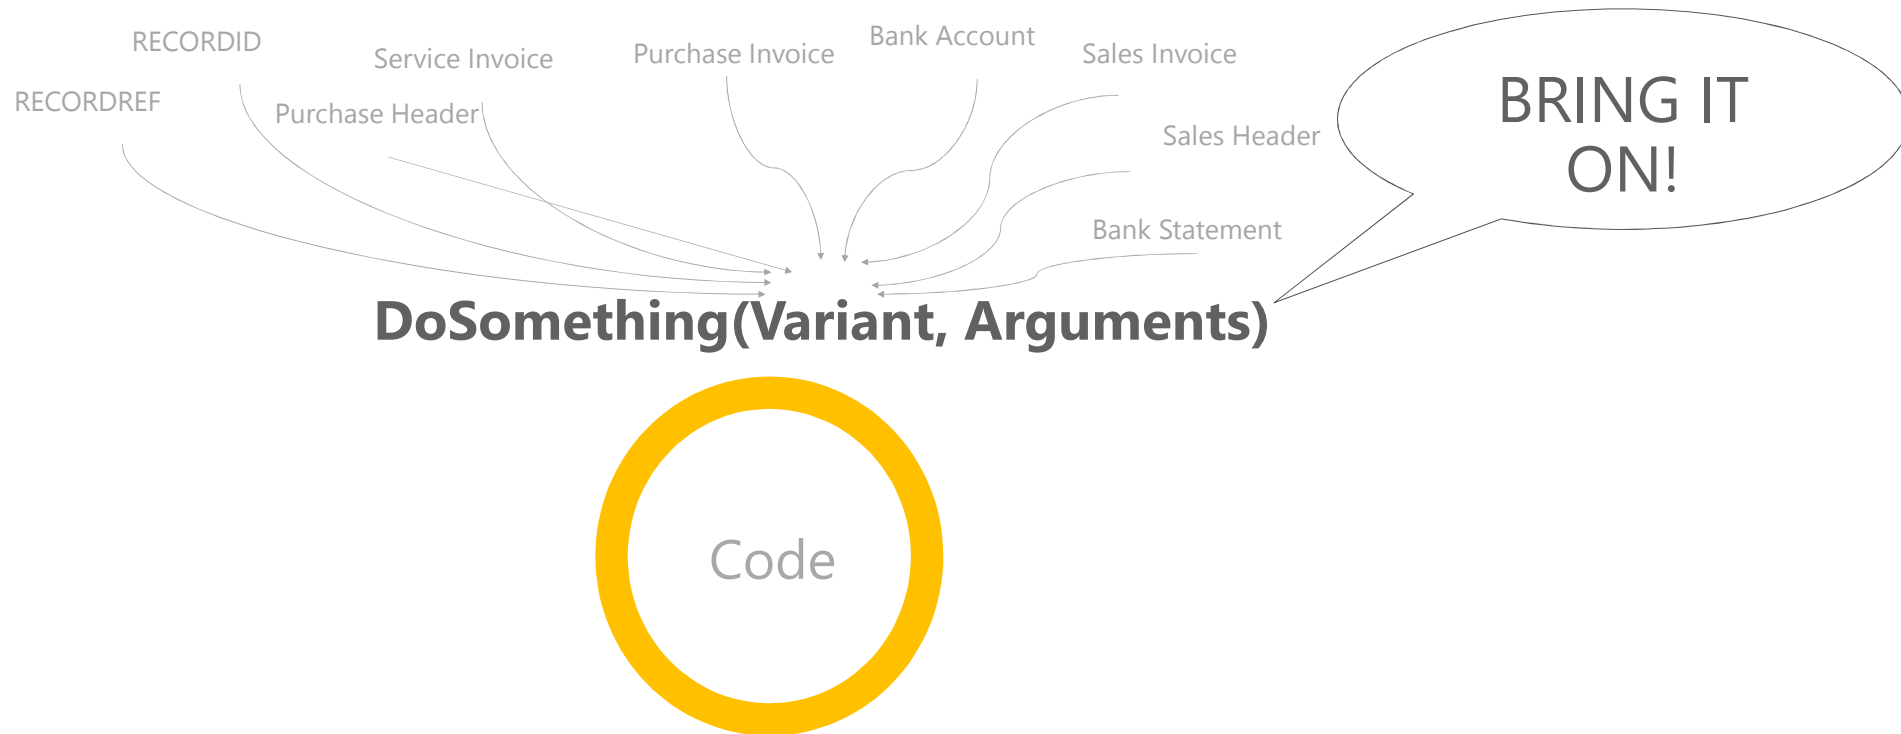 RECORDID
Service Invoice
Purchase Invoice
Bank Account
Sales Invoice
RECORDREF
Purchase Header
Sales Header
Bank Statement
BRING IT
ON!
DoSomething(Variant, Arguments)
Code